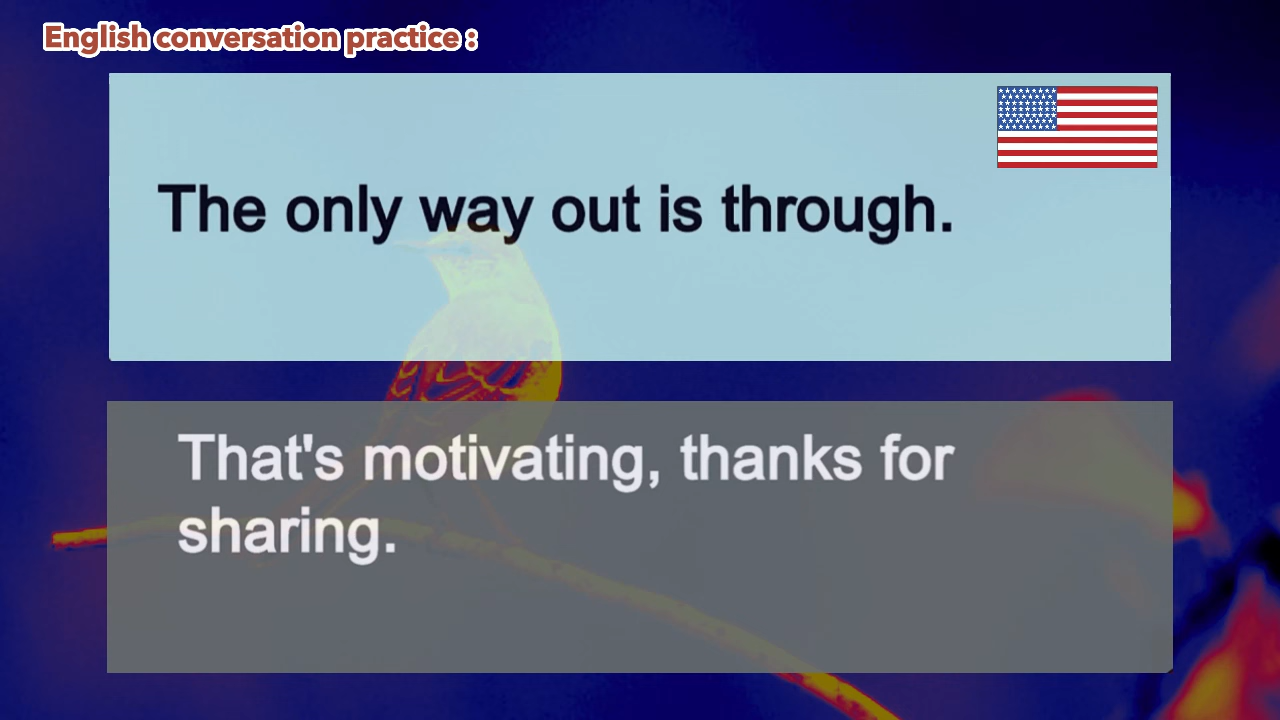 English conversation practice :
The only way out is through.
That's motivating, thanks for
sharing.